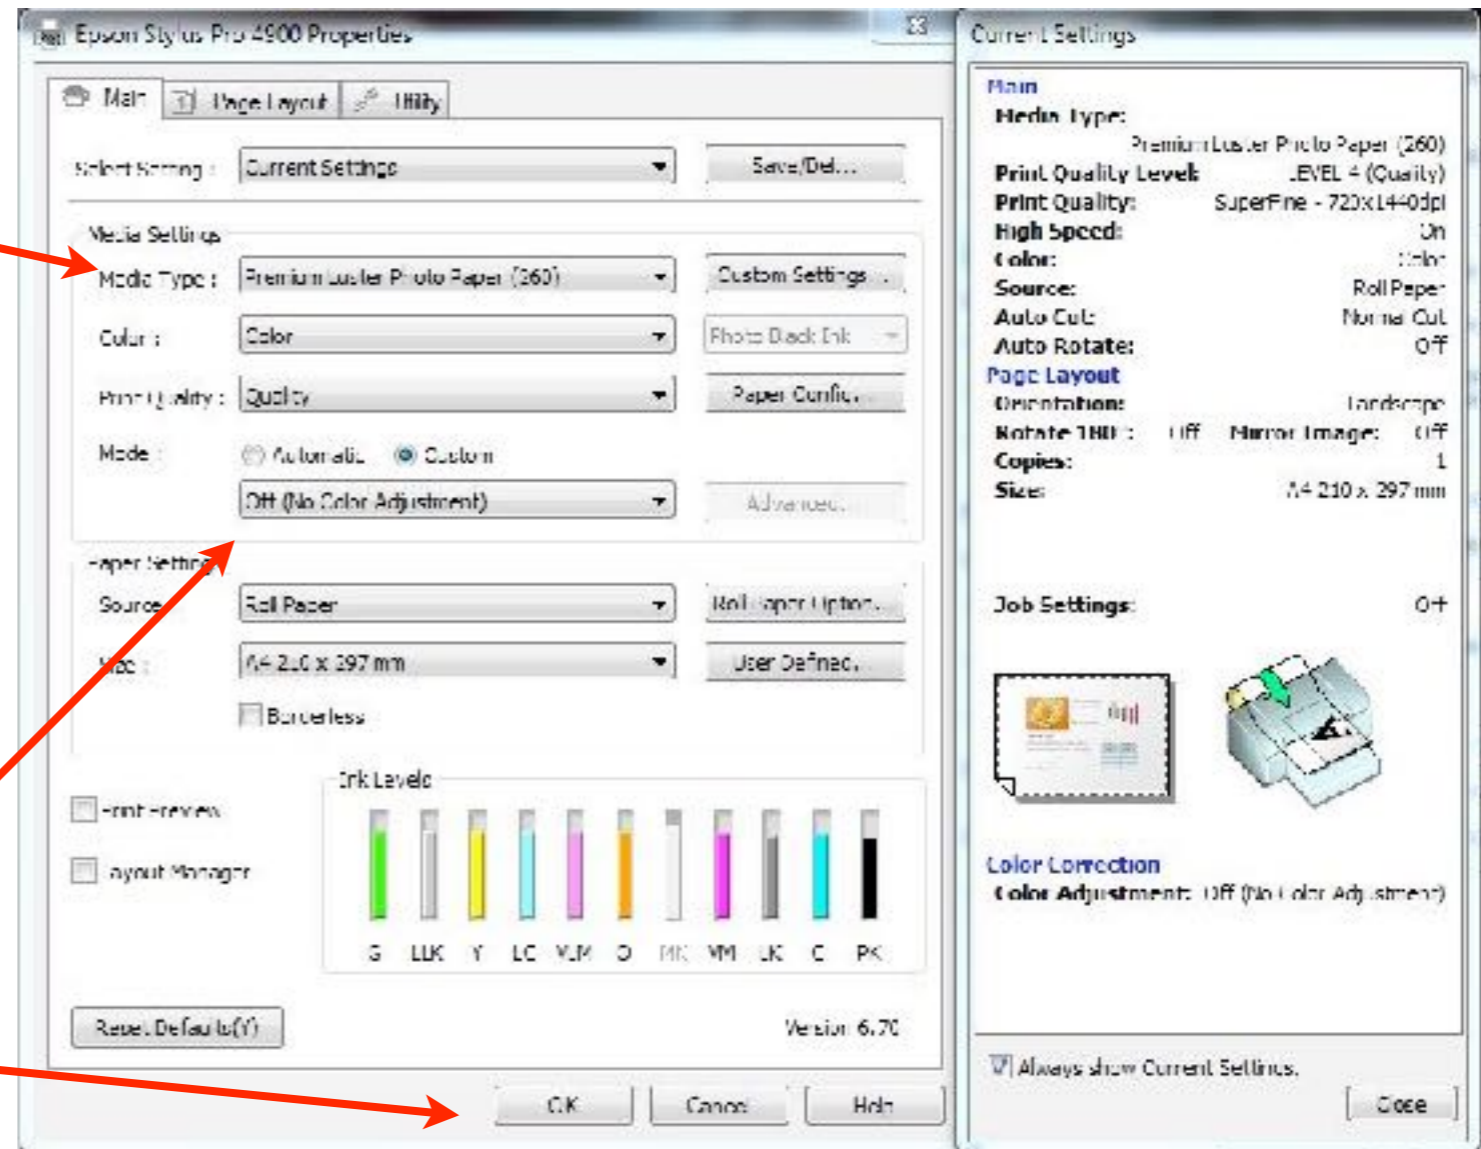 Epson Stylus Pro 4900 Properties
Main
Page Layout
Utility
Select Setting :
Current Settings
Save/Del...
Media Settings
Media Type :
Premium Luster Photo Paper (260)
Custom Settings...
Color :
Color
Photo Black Ink
Print Quality :
Quality
Paper Config...
Mode :
Automatic
Custom
Off (No Color Adjustment)
Advanced...
Paper Settings
Source
Roll Paper
Roll Paper Option...
Size :
A4 210 x 297 mm
User Defined...
Borderless
Print Preview
Layout Manager
Ink Levels
G LLK Y LC VLM O MK VM LK C PK
Reset Defaults(Y)
Version 6.70
OK
Cancel
Help
Current Settings
Main
Media Type:
Premium Luster Photo Paper (260)
Print Quality Level: LEVEL 4 (Quality)
Print Quality: SuperFine - 720x1440dpi
High Speed: On
Color: Color
Source: Roll Paper
Auto Cut: Normal Cut
Auto Rotate: Off
Page Layout
Orientation: Landscape
Rotate 180°: Off Mirror Image: Off
Copies: 1
Size: A4 210 x 297 mm
Job Settings: Off
Color Correction
Color Adjustment: Off (No Color Adjustment)
Always show Current Settings.
Close